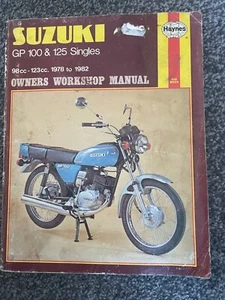 SUZUKI
Haynes
GP 100 & 125 Singles
98cc - 123cc. 1978 to 1982
OWNERS WORKSHOP MANUAL
SUZUKI